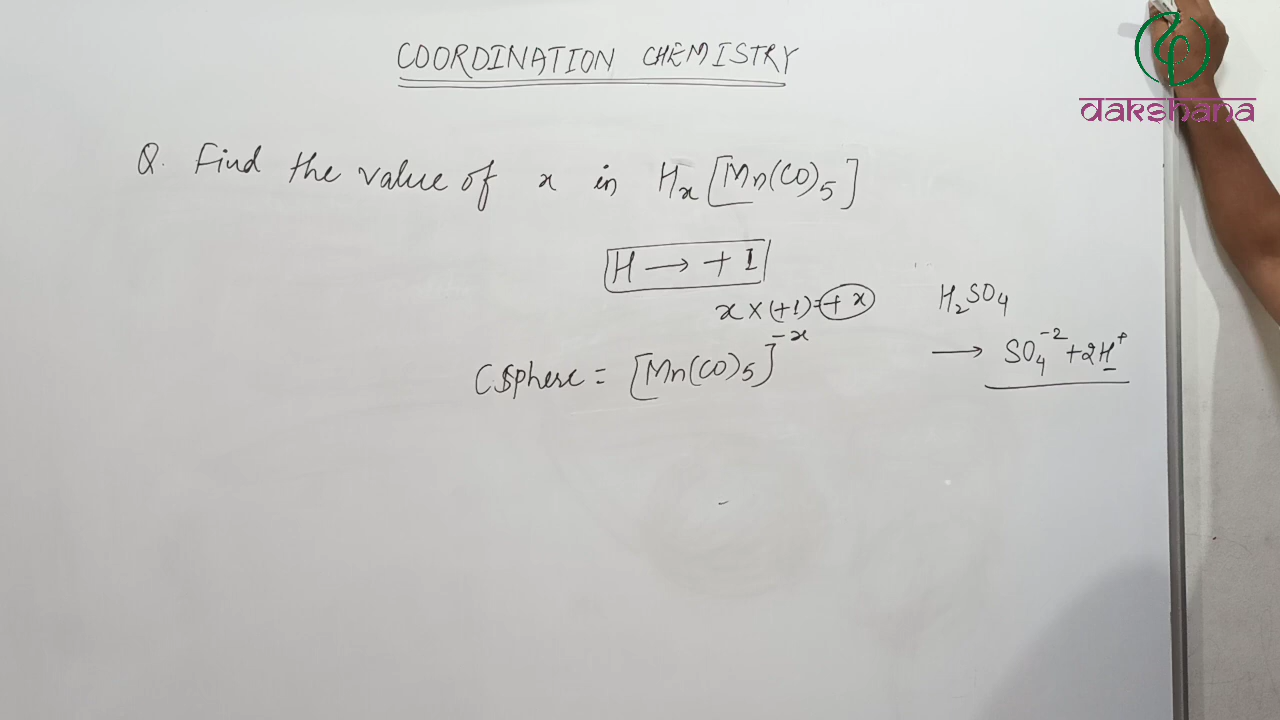 COORDINATION CHEMISTRY
dakshana
Q. Find the value of x in Hₓ[Mn(CO)₅]
H → + I
x × (+1) = + x
H₂SO₄
→ SO₄⁻² + 2H⁺
CSphere = [Mn(CO)₅]⁻ˣ